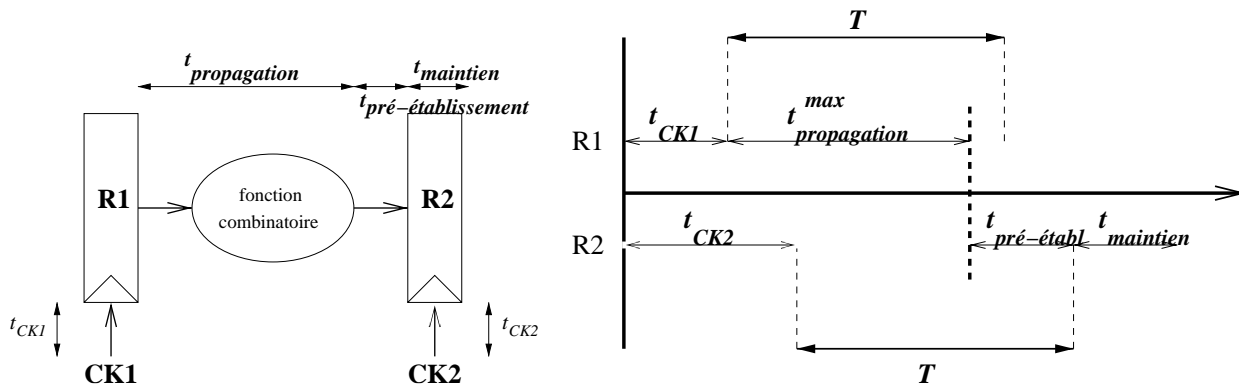 t propagation
t maintien
t pré-établissement
R1
fonction
combinatoire
R2
t CK1
t CK2
CK1
CK2
T
t CK1
t max propagation
R1
R2
t CK2
t pré-établ
t maintien
T